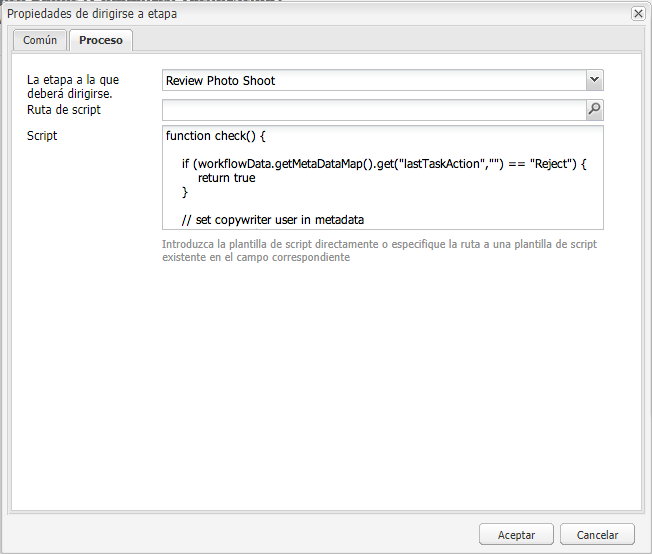 Propiedades de dirigirse a etapa
Común
Proceso
La etapa a la que
deberá dirigirse.
Review Photo Shoot
Ruta de script
Script
function check() {
if (workflowData.getMetaDataMap().get("lastTaskAction","") == "Reject") {
return true
}
// set copywriter user in metadata
Introduzca la plantilla de script directamente o especifique la ruta a una plantilla de script
existente en el campo correspondiente
Aceptar
Cancelar